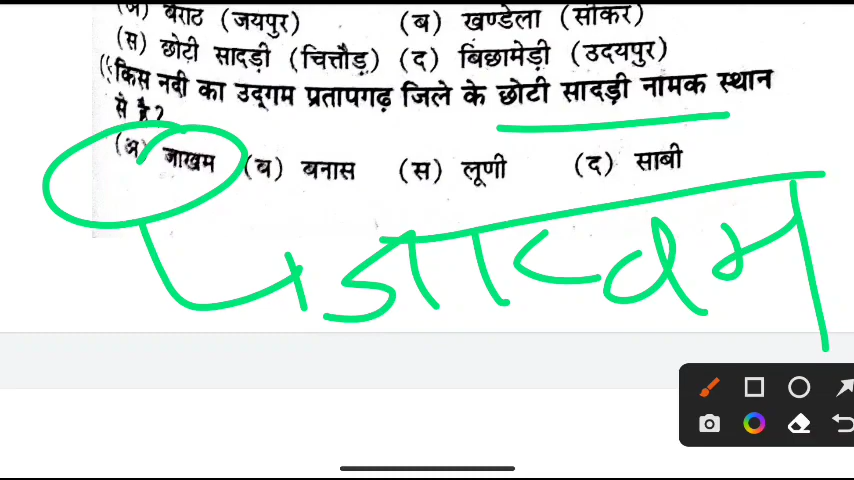 (अ) बैराठ (जयपुर) (ब) खण्डेला (सीकर)
(स) छोटी सादड़ी (चित्तौड़) (द) बिछामेड़ी (उदयपुर)
किस नदी का उद्गम प्रतापगढ़ जिले के छोटी सादड़ी नामक स्थान
से है?
(अ) जाखम (ब) बनास (स) लूणी (द) साबी
जाखम